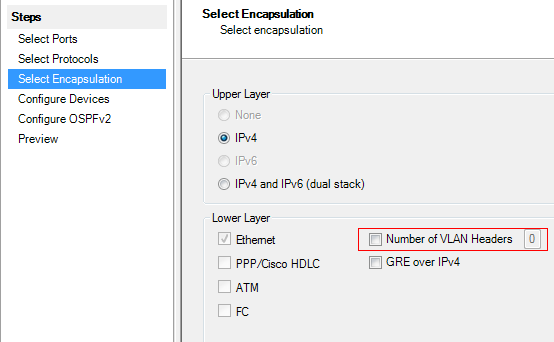 Steps
Select Ports
Select Protocols
Select Encapsulation
Configure Devices
Configure OSPFv2
Preview
Select Encapsulation
Select encapsulation
Upper Layer
None
IPv4
IPv6
IPv4 and IPv6 (dual stack)
Lower Layer
Ethernet
Number of VLAN Headers 0
PPP/Cisco HDLC
GRE over IPv4
ATM
FC